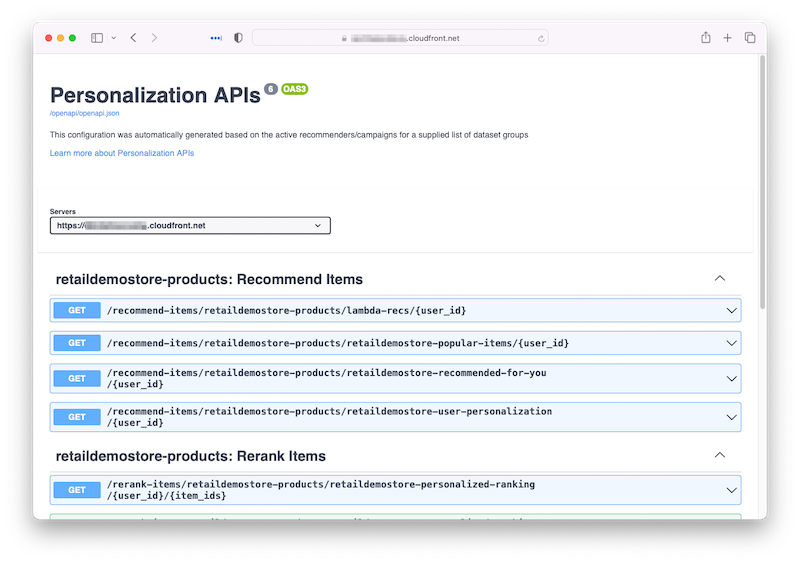 .cloudfront.net
Personalization APIs 6 OAS3
/openapi/openapi.json
This configuration was automatically generated based on the active recommenders/campaigns for a supplied list of dataset groups
Learn more about Personalization APIs
Servers
https:// .cloudfront.net
retaildemostore-products: Recommend Items
GET /recommend-items/retaildemostore-products/lambda-recs/{user_id}
GET /recommend-items/retaildemostore-products/retaildemostore-popular-items/{user_id}
GET /recommend-items/retaildemostore-products/retaildemostore-recommended-for-you
/{user_id}
GET /recommend-items/retaildemostore-products/retaildemostore-user-personalization
/{user_id}
retaildemostore-products: Rerank Items
GET /rerank-items/retaildemostore-products/retaildemostore-personalized-ranking
/{user_id}/{item_ids}